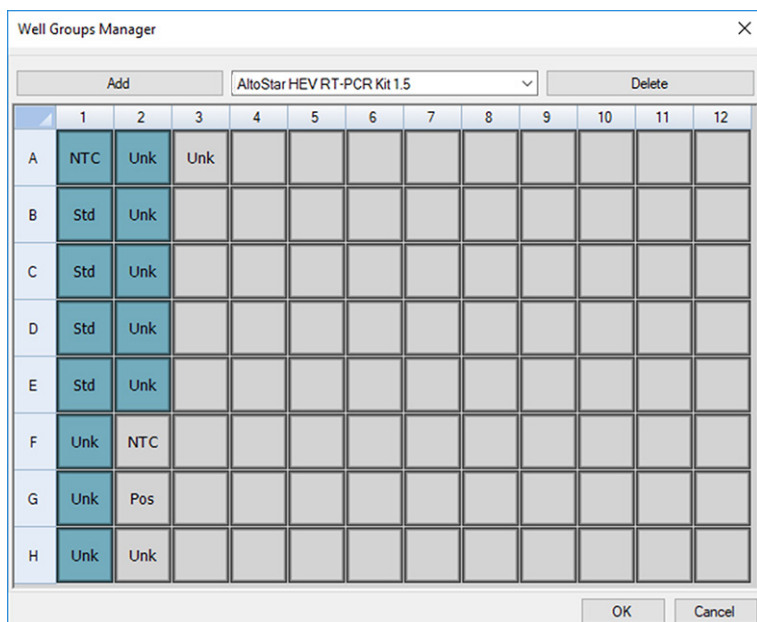 Well Groups Manager
Add AltoStar HEV RT-PCR Kit 1.5 Delete
1 2 3 4 5 6 7 8 9 10 11 12
A NTC Unk Unk
B Std Unk
C Std Unk
D Std Unk
E Std Unk
F Unk NTC
G Unk Pos
H Unk Unk
OK Cancel